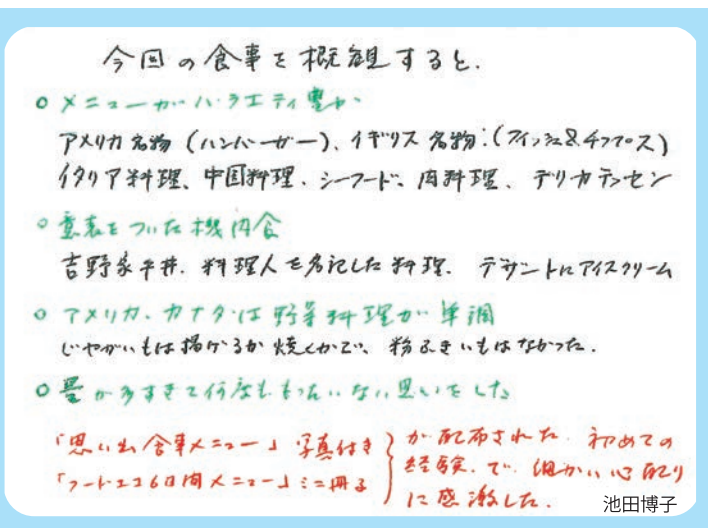 今回の食事を概観すると、
○ メニューがバラエティ豊か
アメリカ名物（ハンバーガー）、イギリス名物：（フィッシュ&チップス）
イタリア料理、中国料理、シーフード、肉料理、デリカテッセン
○ 意表をついた機内食
吉野家牛丼、料理人を名記した料理、デザートにアイスクリーム
○ アメリカ、カナダは野菜料理が単調
じゃがいもは揚げるか焼くかで、粉ふきいもはなかった。
○ 量が多すぎて何度ももったいない思いをした
「思い出食事メニュー」写真付き
「フードエコ6日間メニュー」ミニ冊子
が配布された。初めての
経験で、細かい心配り
に感激した。
池田博子